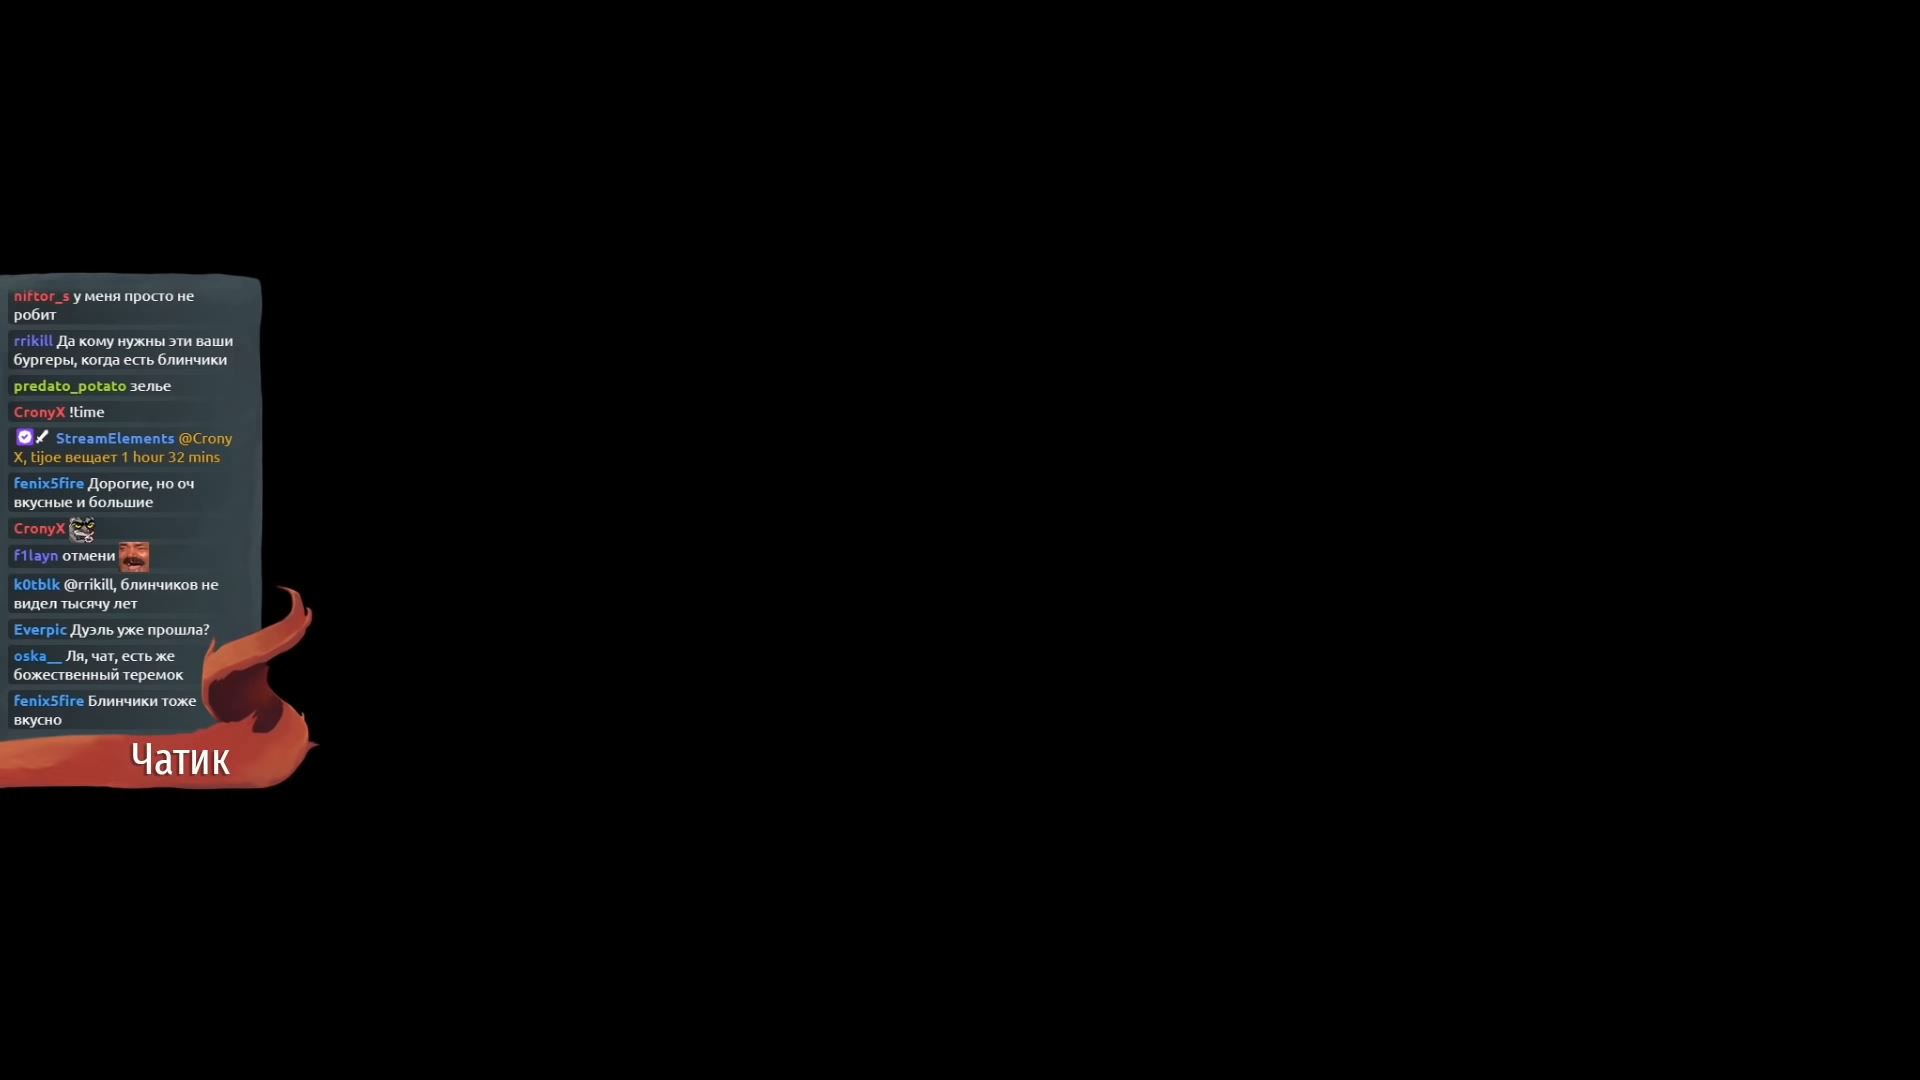 niftor_s у меня просто не
робит
rrikill Да кому нужны эти ваши
бургеры, когда есть блинчики
predato_potato зелье
CronyX !time
StreamElements @Crony
X, tijoe вещает 1 hour 32 mins
fenix5fire Дорогие, но оч
вкусные и большие
CronyX
f1layn отмени
k0tblk @rrikill, блинчиков не
видел тысячу лет
Everpic Дуэль уже прошла?
oska__ Ля, чат, есть же
божественный теремок
fenix5fire Блинчики тоже
вкусно
Чатик